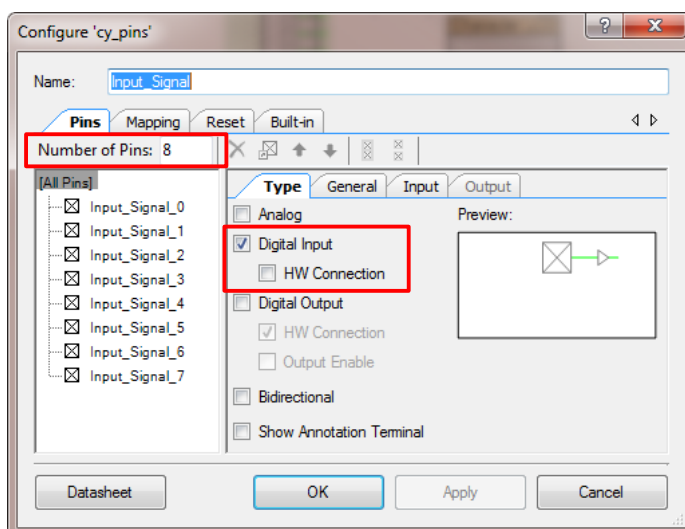 Configure 'cy_pins'
?
Name: Input_Signal
Pins Mapping Reset Built-in
Number of Pins: 8
[All Pins]
Input_Signal_0
Input_Signal_1
Input_Signal_2
Input_Signal_3
Input_Signal_4
Input_Signal_5
Input_Signal_6
Input_Signal_7
Type General Input Output
Analog
Preview:
Digital Input
HW Connection
Digital Output
HW Connection
Output Enable
Bidirectional
Show Annotation Terminal
Datasheet OK Apply Cancel